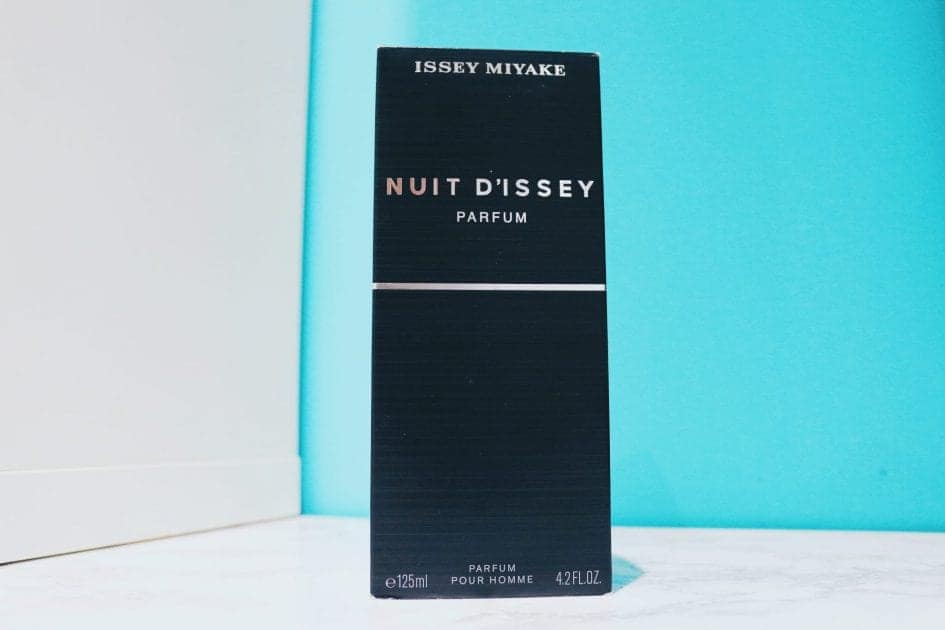 ISSEY MIYAKE
NUIT D'ISSEY
PARFUM
PARFUM
℮125ml POUR HOMME 4.2 FL.OZ.